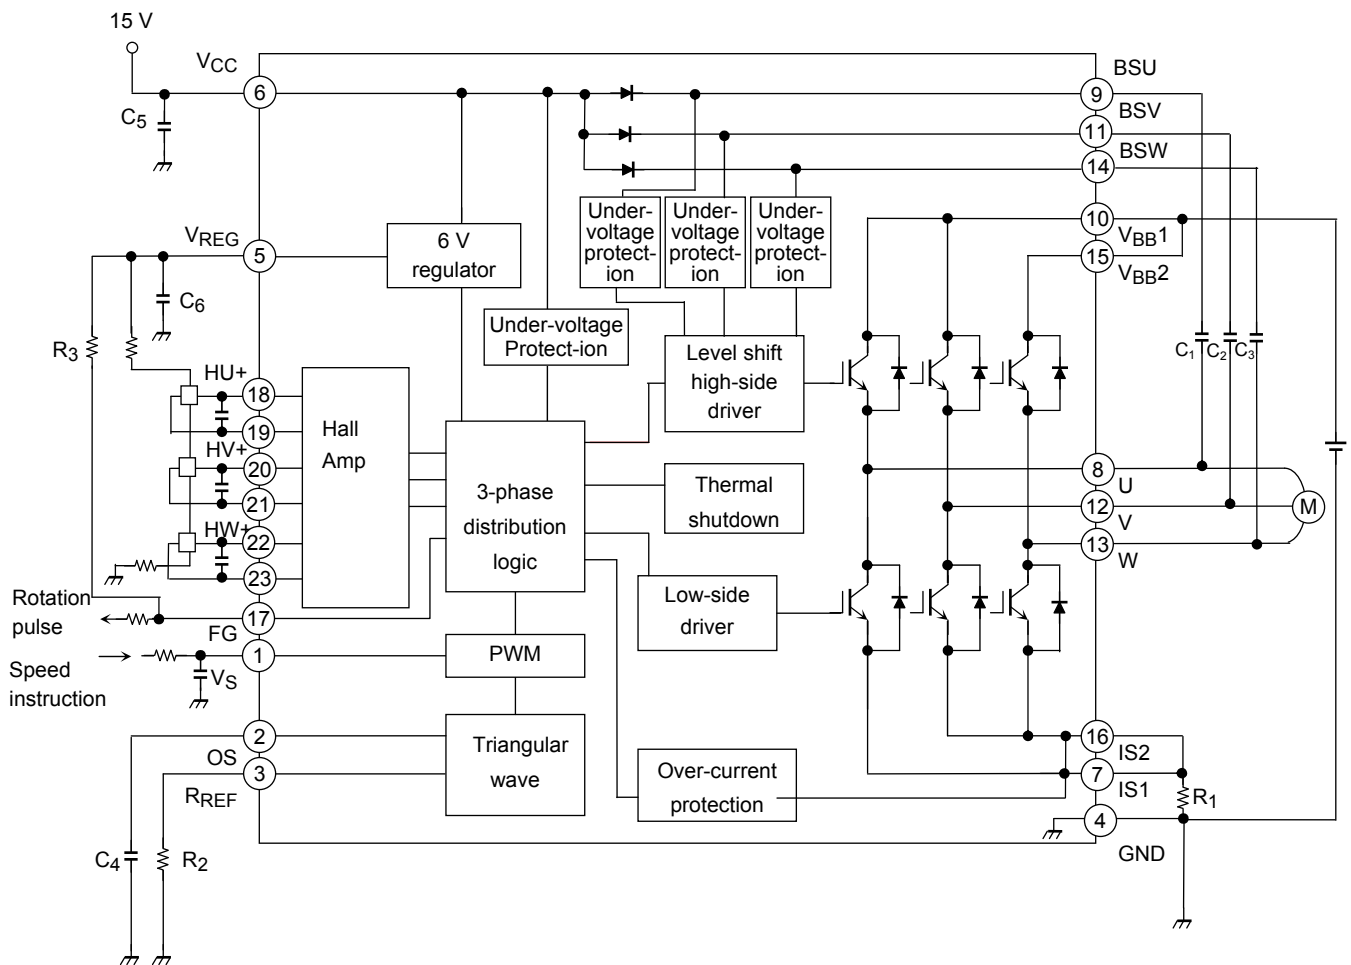 15 V
VCC
6
C5
BSU
9
BSV
11
BSW
14
Under-
voltage
protect-
ion
Under-
voltage
protect-
ion
Under-
voltage
protect-
ion
10
VBB1
15
VBB2
VREG
5
6 V
regulator
C6
R3
Under-voltage
Protect-ion
Level shift
high-side
driver
C1
C2
C3
HU+
18
19
HV+
20
21
HW+
22
23
Hall
Amp
3-phase
distribution
logic
Thermal
shutdown
8
U
12
V
13
W
M
Low-side
driver
Rotation
pulse
17
FG
1
PWM
Speed
instruction
VS
2
OS
3
RREF
Triangular
wave
Over-current
protection
16
IS2
7
IS1
R1
4
GND
C4
R2